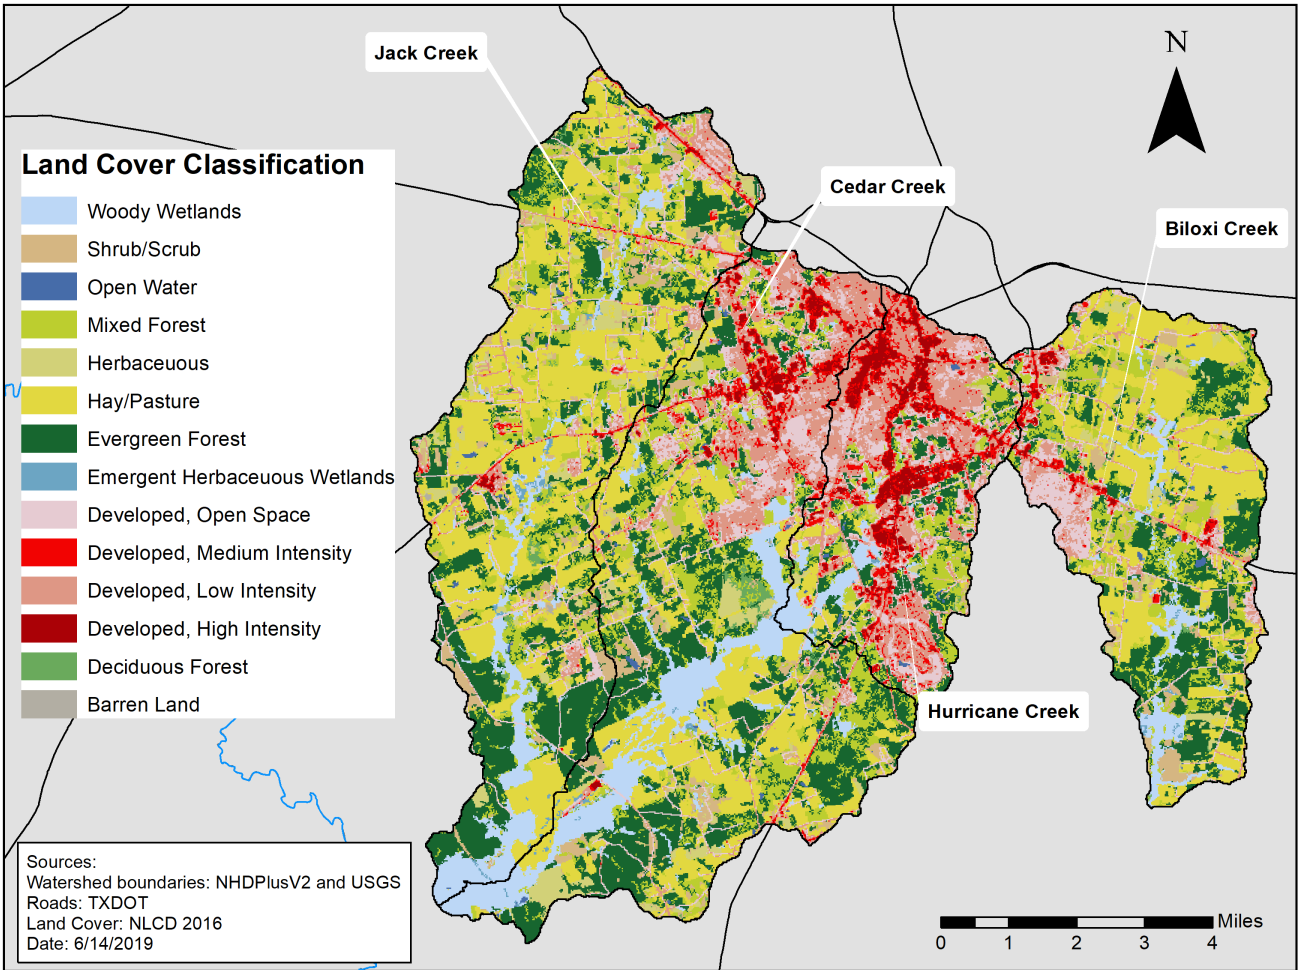 N
Jack Creek
Cedar Creek
Biloxi Creek
Land Cover Classification
Woody Wetlands
Shrub/Scrub
Open Water
Mixed Forest
Herbaceuous
Hay/Pasture
Evergreen Forest
Emergent Herbaceuous Wetlands
Developed, Open Space
Developed, Medium Intensity
Developed, Low Intensity
Developed, High Intensity
Deciduous Forest
Barren Land
Hurricane Creek
Sources:
Watershed boundaries: NHDPlusV2 and USGS
Roads: TXDOT
Land Cover: NLCD 2016
Date: 6/14/2019
Miles
0 1 2 3 4